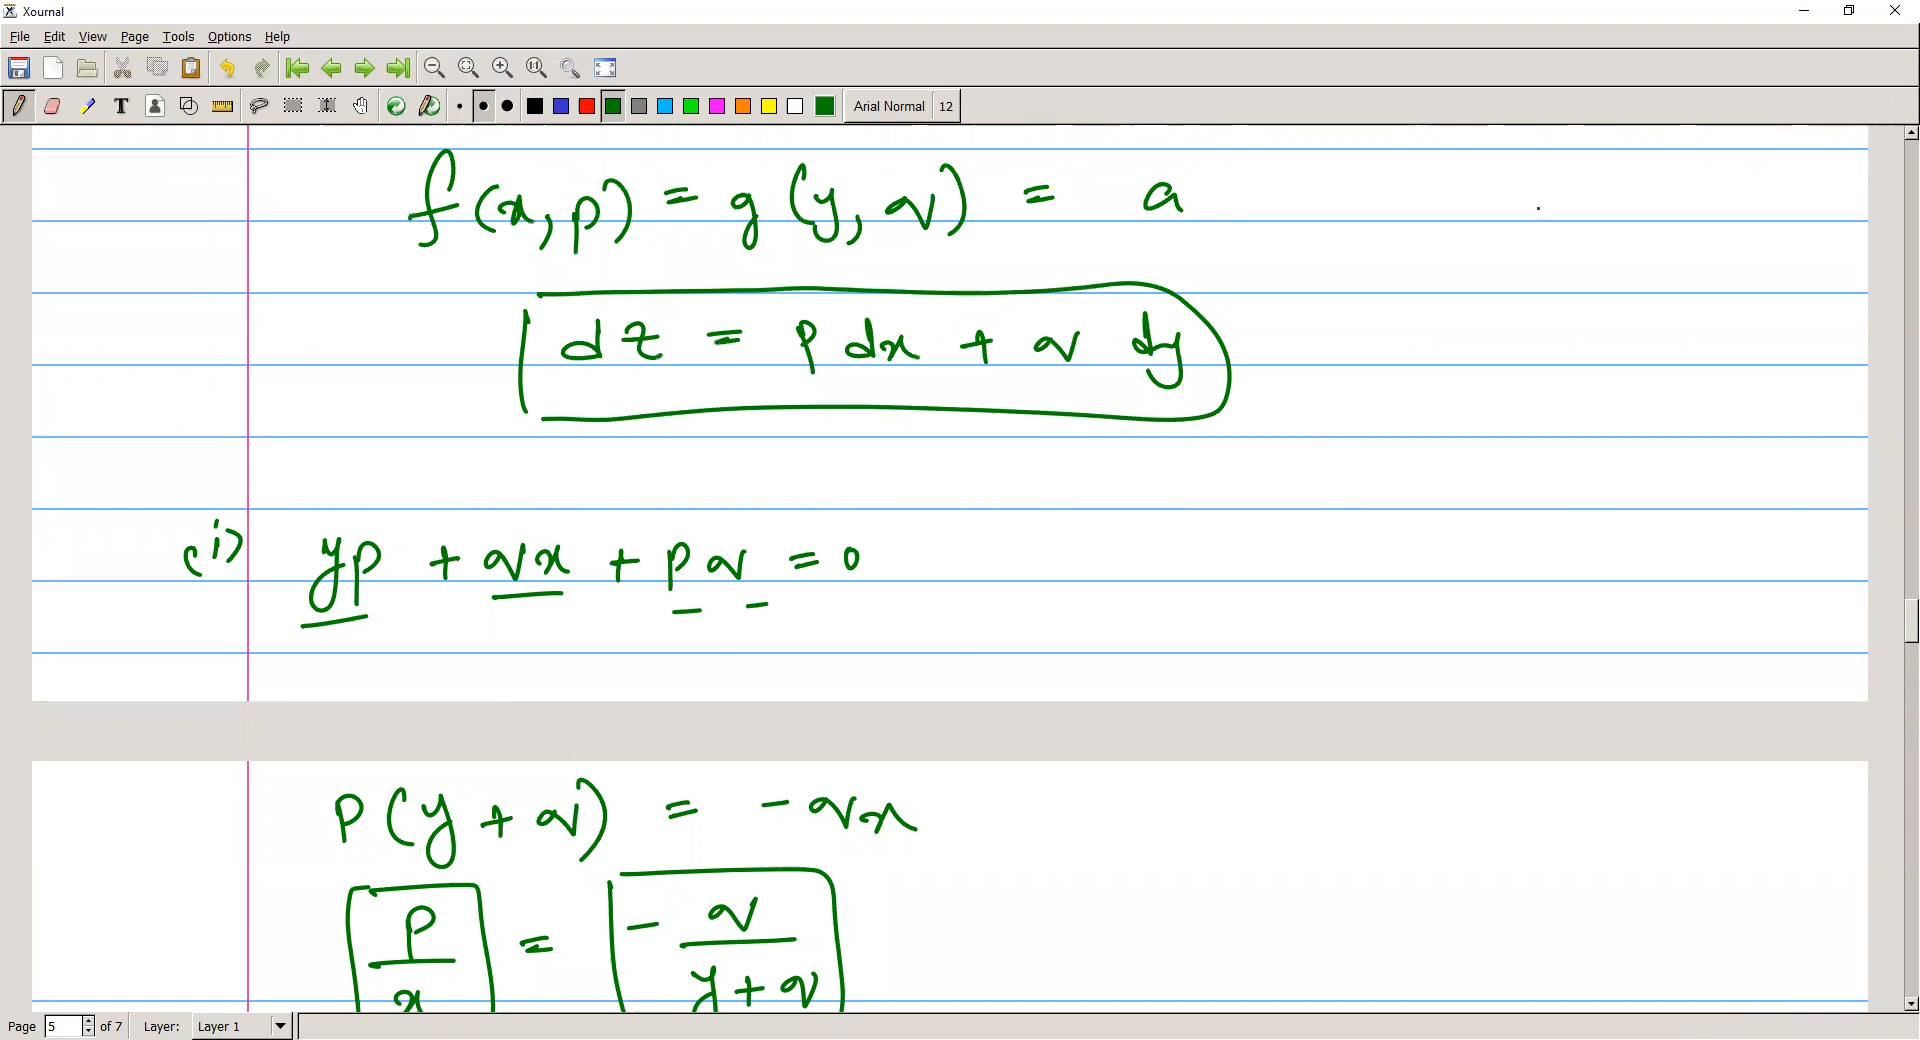 Xournal
File Edit View Page Tools Options Help
Arial Normal 12
f(x, p) = g(y, q) = a
dz = p dx + q dy
(i) yp + qx + pq = 0
P(y + q) = - qx
P/x = - q/(y + q)
Page 5 of 7 Layer: Layer 1